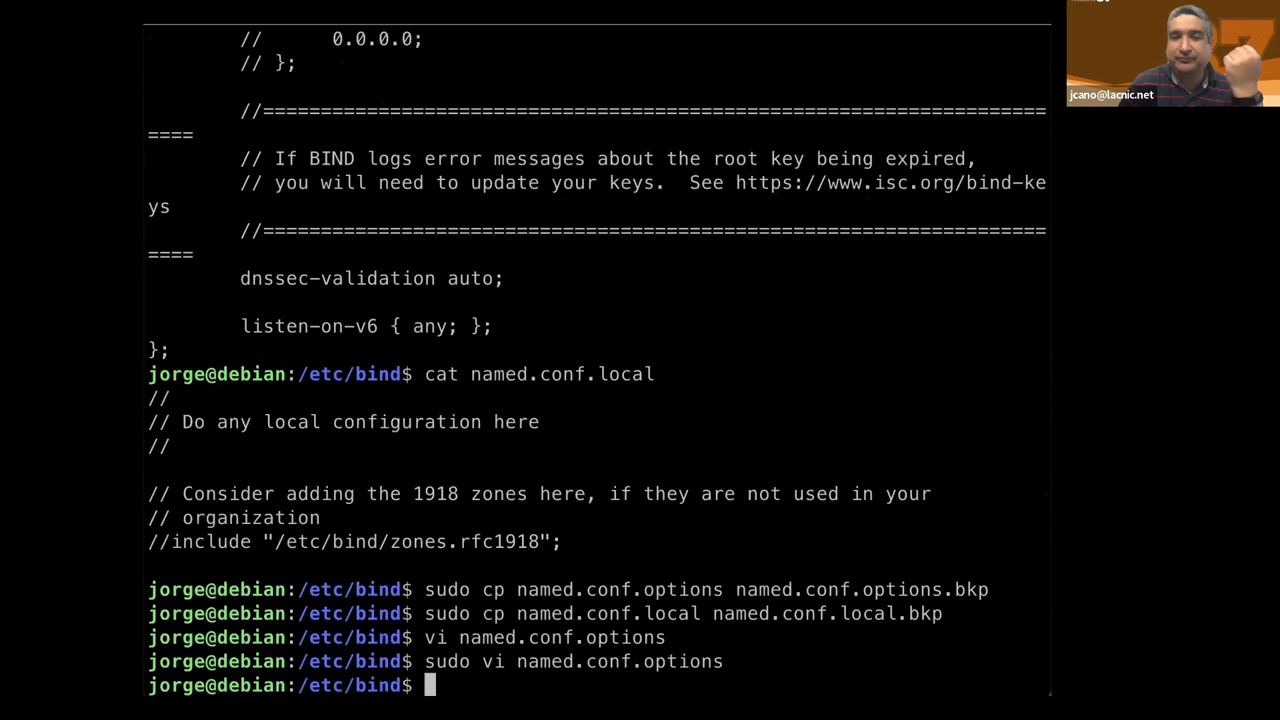 //      0.0.0.0;
// };
//====================================================================
====
// If BIND logs error messages about the root key being expired,
// you will need to update your keys.  See https://www.isc.org/bind-ke
ys
//====================================================================
====
dnssec-validation auto;
listen-on-v6 { any; };
};
jorge@debian:/etc/bind$ cat named.conf.local
//
// Do any local configuration here
//
// Consider adding the 1918 zones here, if they are not used in your
// organization
//include "/etc/bind/zones.rfc1918";
jorge@debian:/etc/bind$ sudo cp named.conf.options named.conf.options.bkp
jorge@debian:/etc/bind$ sudo cp named.conf.local named.conf.local.bkp
jorge@debian:/etc/bind$ vi named.conf.options
jorge@debian:/etc/bind$ sudo vi named.conf.options
jorge@debian:/etc/bind$
jcano@lacnic.net